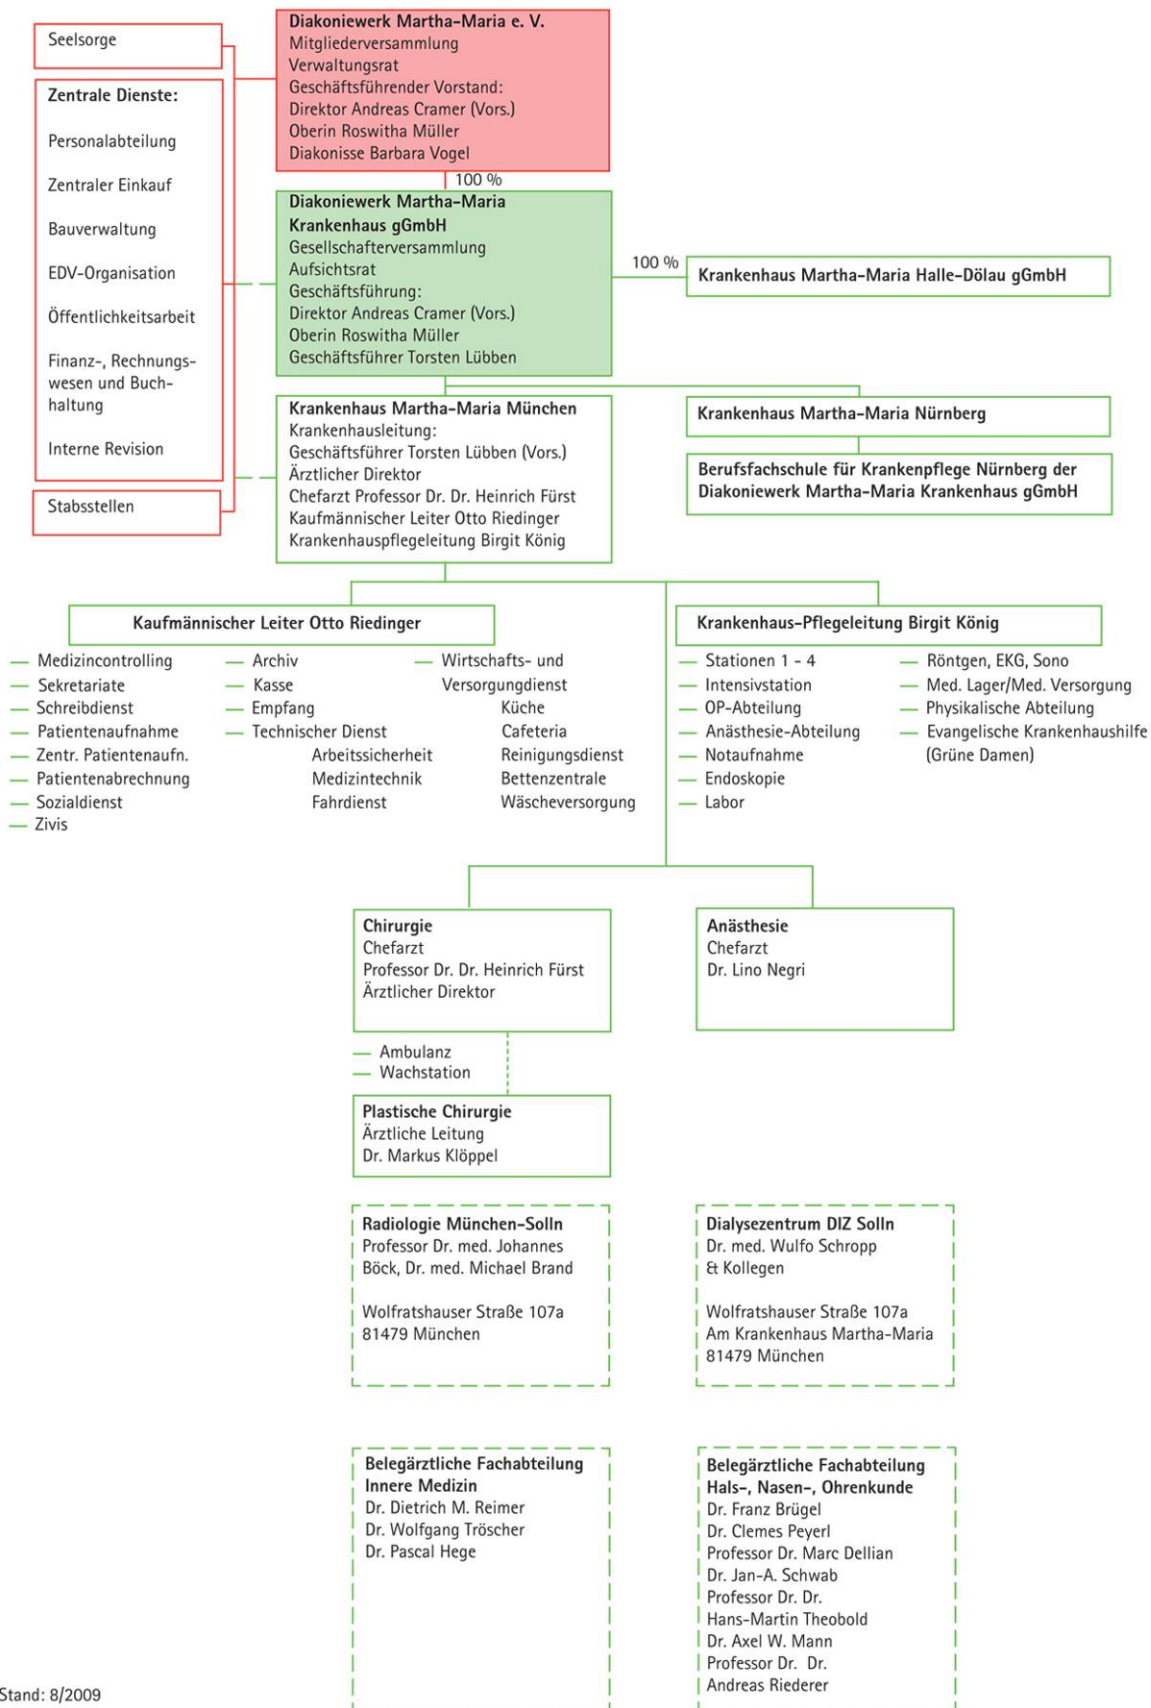 Seelsorge
Zentrale Dienste:
Personalabteilung
Zentraler Einkauf
Bauverwaltung
EDV-Organisation
Öffentlichkeitsarbeit
Finanz-, Rechnungs-
wesen und Buch-
haltung
Interne Revision
Stabsstellen
Diakoniewerk Martha-Maria e. V.
Mitgliederversammlung
Verwaltungsrat
Geschäftsführender Vorstand:
Direktor Andreas Cramer (Vors.)
Oberin Roswitha Müller
Diakonisse Barbara Vogel
100 %
Diakoniewerk Martha-Maria
Krankenhaus gGmbH
Gesellschafterversammlung
Aufsichtsrat
Geschäftsführung:
Direktor Andreas Cramer (Vors.)
Oberin Roswitha Müller
Geschäftsführer Torsten Lübben
100 %
Krankenhaus Martha-Maria Halle-Dölau gGmbH
Krankenhaus Martha-Maria München
Krankenhausleitung:
Geschäftsführer Torsten Lübben (Vors.)
Ärztlicher Direktor
Chefarzt Professor Dr. Dr. Heinrich Fürst
Kaufmännischer Leiter Otto Riedinger
Krankenhauspflegeleitung Birgit König
Krankenhaus Martha-Maria Nürnberg
Berufsfachschule für Krankenpflege Nürnberg der
Diakoniewerk Martha-Maria Krankenhaus gGmbH
Kaufmännischer Leiter Otto Riedinger
Medizincontrolling
Sekretariate
Schreibdienst
Patientenaufnahme
Zentr. Patientenaufn.
Patientenabrechnung
Sozialdienst
Zivis
Archiv
Kasse
Empfang
Technischer Dienst
Arbeitssicherheit
Medizintechnik
Fahrdienst
Wirtschafts- und
Versorgungdienst
Küche
Cafeteria
Reinigungsdienst
Bettenzentrale
Wäscheversorgung
Krankenhaus-Pflegeleitung Birgit König
Stationen 1 - 4
Intensivstation
OP-Abteilung
Anästhesie-Abteilung
Notaufnahme
Endoskopie
Labor
Röntgen, EKG, Sono
Med. Lager/Med. Versorgung
Physikalische Abteilung
Evangelische Krankenhaushilfe
(Grüne Damen)
Chirurgie
Chefarzt
Professor Dr. Dr. Heinrich Fürst
Ärztlicher Direktor
Anästhesie
Chefarzt
Dr. Lino Negri
Ambulanz
Wachstation
Plastische Chirurgie
Ärztliche Leitung
Dr. Markus Klöppel
Radiologie München-Solln
Professor Dr. med. Johannes
Böck, Dr. med. Michael Brand
Wolfratshauser Straße 107a
81479 München
Dialysezentrum DIZ Solln
Dr. med. Wulfo Schropp
& Kollegen
Wolfratshauser Straße 107a
Am Krankenhaus Martha-Maria
81479 München
Belegärztliche Fachabteilung
Innere Medizin
Dr. Dietrich M. Reimer
Dr. Wolfgang Tröscher
Dr. Pascal Hege
Belegärztliche Fachabteilung
Hals-, Nasen-, Ohrenkunde
Dr. Franz Brügel
Dr. Clemes Peyerl
Professor Dr. Marc Dellian
Dr. Jan-A. Schwab
Professor Dr. Dr.
Hans-Martin Theobold
Dr. Axel W. Mann
Professor Dr. Dr.
Andreas Riederer
Stand: 8/2009